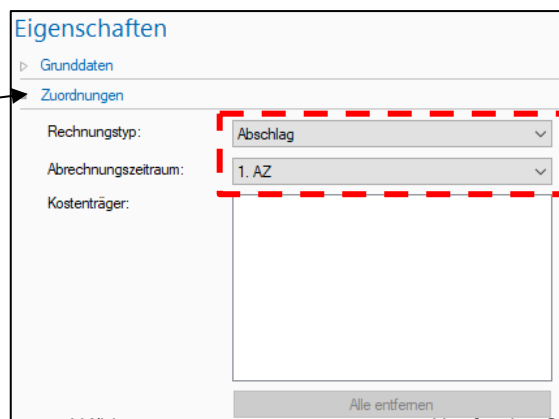 Eigenschaften
Grunddaten
Zuordnungen
Rechnungstyp: Abschlag
Abrechnungszeitraum: 1. AZ
Kostenträger:
Alle entfernen